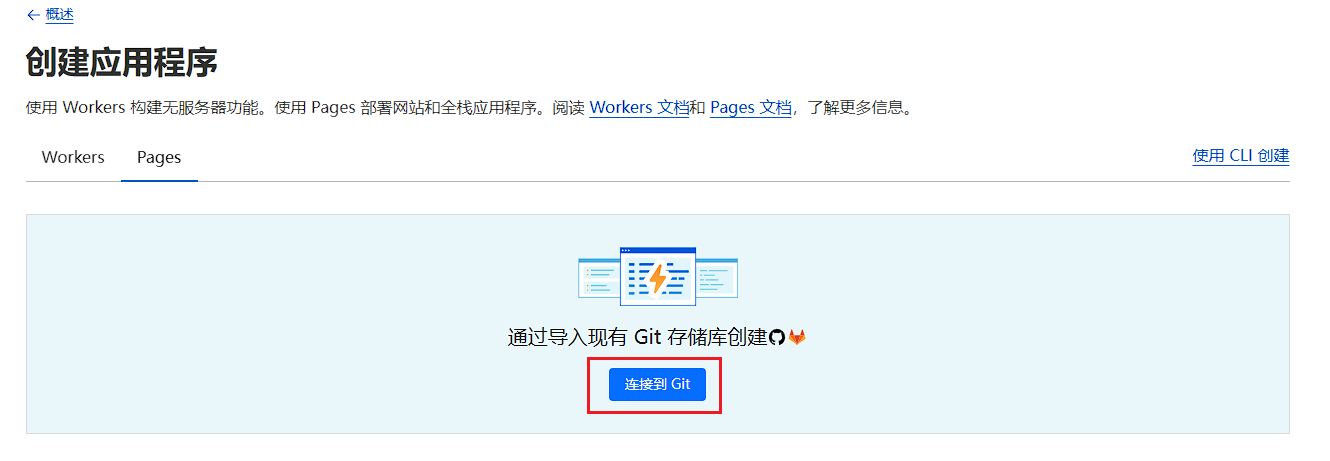 ← 概述
创建应用程序
使用 Workers 构建无服务器功能。使用 Pages 部署网站和全栈应用程序。阅读 Workers 文档和 Pages 文档，了解更多信息。
Workers Pages 使用 CLI 创建
通过导入现有 Git 存储库创建
连接到 Git